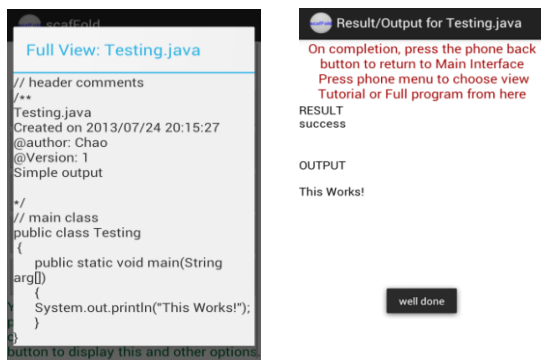 scafFold
Full View: Testing.java
// header comments
/**
Testing.java
Created on 2013/07/24 20:15:27
@author: Chao
@Version: 1
Simple output
*/
// main class
public class Testing
{
public static void main(String
arg[])
{
System.out.println("This Works!");
}
}
button to display this and other options.
scafFold
Result/Output for Testing.java
On completion, press the phone back
button to return to Main Interface
Press phone menu to choose view
Tutorial or Full program from here
RESULT
success
OUTPUT
This Works!
well done